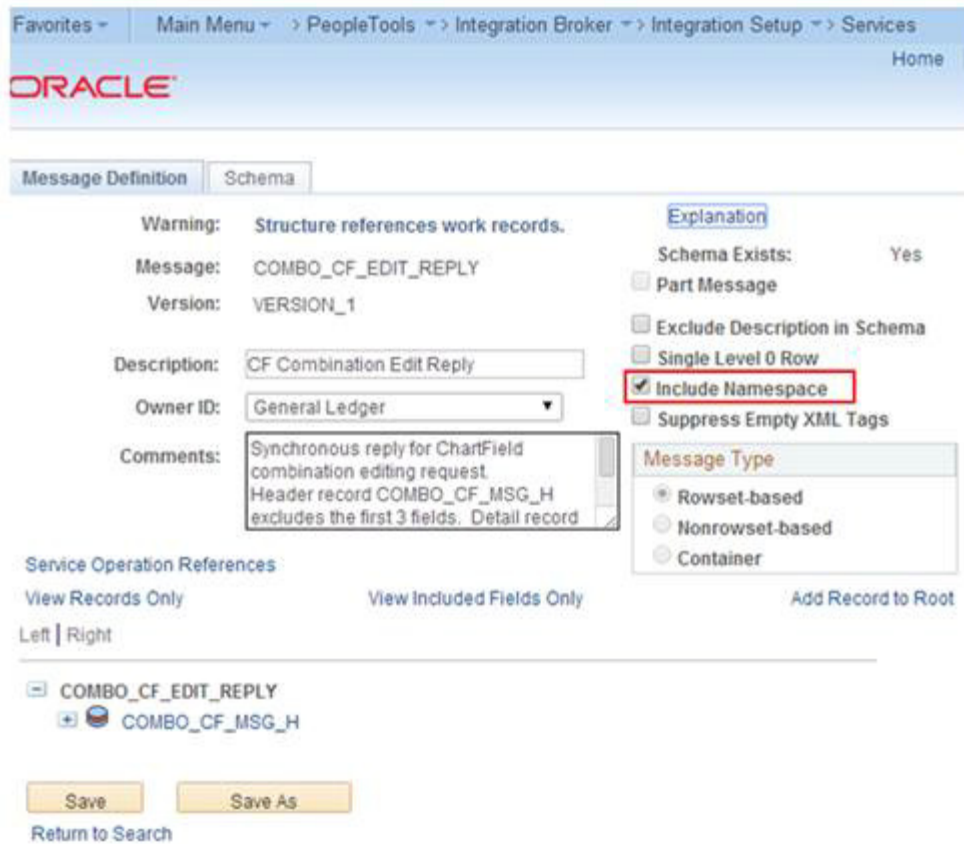 Favorites Main Menu > PeopleTools > Integration Broker > Integration Setup > Services
Home
ORACLE
Message Definition Schema
Warning: Structure references work records.
Explanation
Message: COMBO_CF_EDIT_REPLY
Schema Exists: Yes
Part Message
Version: VERSION_1
Exclude Description in Schema
Description: CF Combination Edit Reply
Single Level 0 Row
Include Namespace
Owner ID: General Ledger
Suppress Empty XML Tags
Comments: Synchronous reply for ChartField
combination editing request.
Header record COMBO_CF_MSG_H
excludes the first 3 fields. Detail record
Message Type
Rowset-based
Nonrowset-based
Container
Service Operation References
View Records Only View Included Fields Only Add Record to Root
Left | Right
COMBO_CF_EDIT_REPLY
COMBO_CF_MSG_H
Save Save As
Return to Search